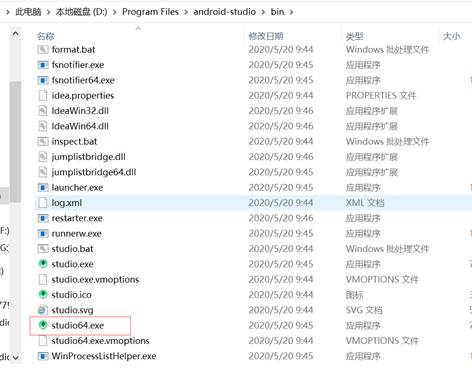 › 此电脑 › 本地磁盘 (D:) › Program Files › android-studio › bin ›
名称 修改日期 类型 大小
format.bat 2020/5/20 9:44 Windows 批处理文件
fsnotifier.exe 2020/5/20 9:46 应用程序
fsnotifier64.exe 2020/5/20 9:45 应用程序 1
idea.properties 2020/5/20 9:44 PROPERTIES 文件
IdeaWin32.dll 2020/5/20 9:46 应用程序扩展
IdeaWin64.dll 2020/5/20 9:46 应用程序扩展
inspect.bat 2020/5/20 9:44 Windows 批处理文件
jumplistbridge.dll 2020/5/20 9:46 应用程序扩展
jumplistbridge64.dll 2020/5/20 9:45 应用程序扩展
launcher.exe 2020/5/20 9:45 应用程序 1
log.xml 2020/5/20 9:44 XML 文档
restarter.exe 2020/5/20 9:46 应用程序
runnerw.exe 2020/5/20 9:45 应用程序 1
F:) studio.bat 2020/5/20 9:44 Windows 批处理文件
G: studio.exe 2020/5/20 9:45 应用程序
:) studio.exe.vmoptions 2020/5/20 9:44 VMOPTIONS 文件
studio.ico 2020/5/20 9:44 图标
79 studio.svg 2020/5/20 9:44 SVG 文档
studio64.exe 2020/5/20 9:45 应用程序
studio64.exe.vmoptions 2020/5/20 9:44 VMOPTIONS 文件
WinProcessListHelper.exe 2020/5/20 9:45 应用程序 1